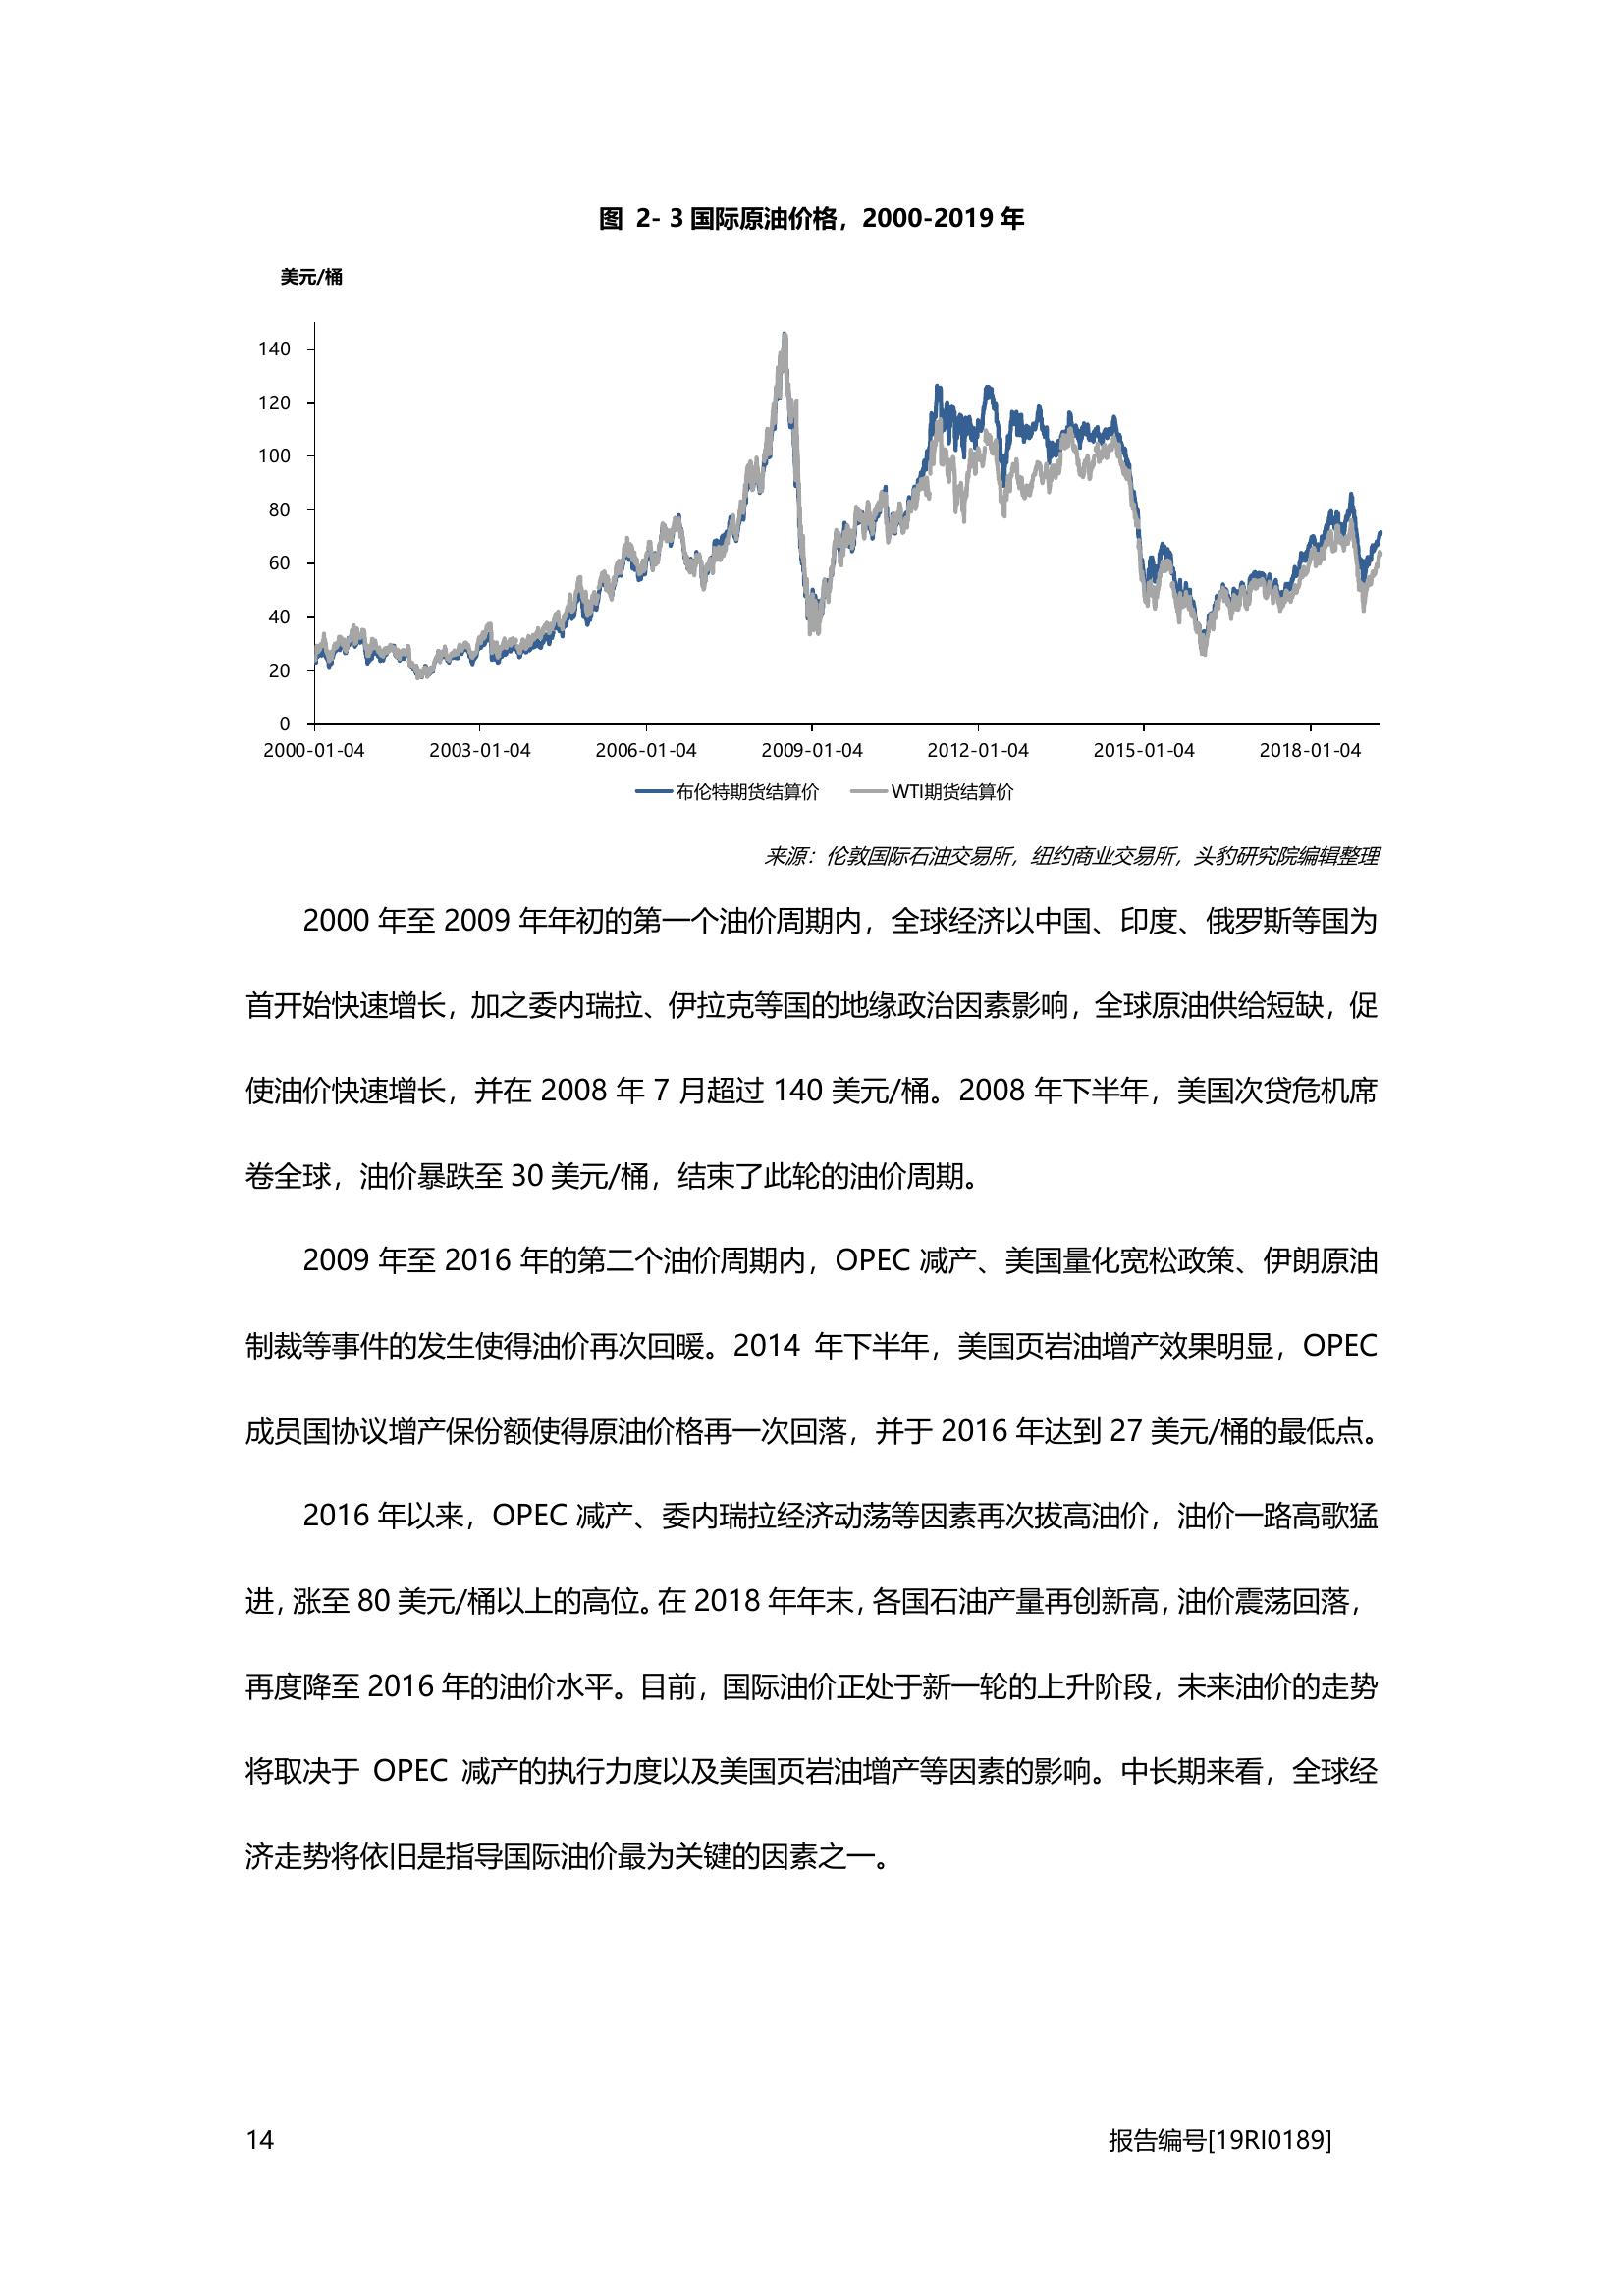 图 2- 3 国际原油价格，2000-2019 年
美元/桶
140
120
100
80
60
40
20
0
2000-01-04 2003-01-04 2006-01-04 2009-01-04 2012-01-04 2015-01-04 2018-01-04
布伦特期货结算价 WTI期货结算价
来源：伦敦国际石油交易所，纽约商业交易所，头豹研究院编辑整理
2000 年至 2009 年年初的第一个油价周期内，全球经济以中国、印度、俄罗斯等国为
首开始快速增长，加之委内瑞拉、伊拉克等国的地缘政治因素影响，全球原油供给短缺，促
使油价快速增长，并在 2008 年 7 月超过 140 美元/桶。2008 年下半年，美国次贷危机席
卷全球，油价暴跌至 30 美元/桶，结束了此轮的油价周期。
2009 年至 2016 年的第二个油价周期内，OPEC 减产、美国量化宽松政策、伊朗原油
制裁等事件的发生使得油价再次回暖。2014 年下半年，美国页岩油增产效果明显，OPEC
成员国协议增产保份额使得原油价格再一次回落，并于 2016 年达到 27 美元/桶的最低点。
2016 年以来，OPEC 减产、委内瑞拉经济动荡等因素再次拔高油价，油价一路高歌猛
进，涨至 80 美元/桶以上的高位。在 2018 年年末，各国石油产量再创新高，油价震荡回落，
再度降至 2016 年的油价水平。目前，国际油价正处于新一轮的上升阶段，未来油价的走势
将取决于 OPEC 减产的执行力度以及美国页岩油增产等因素的影响。中长期来看，全球经
济走势将依旧是指导国际油价最为关键的因素之一。
14 报告编号[19RI0189]